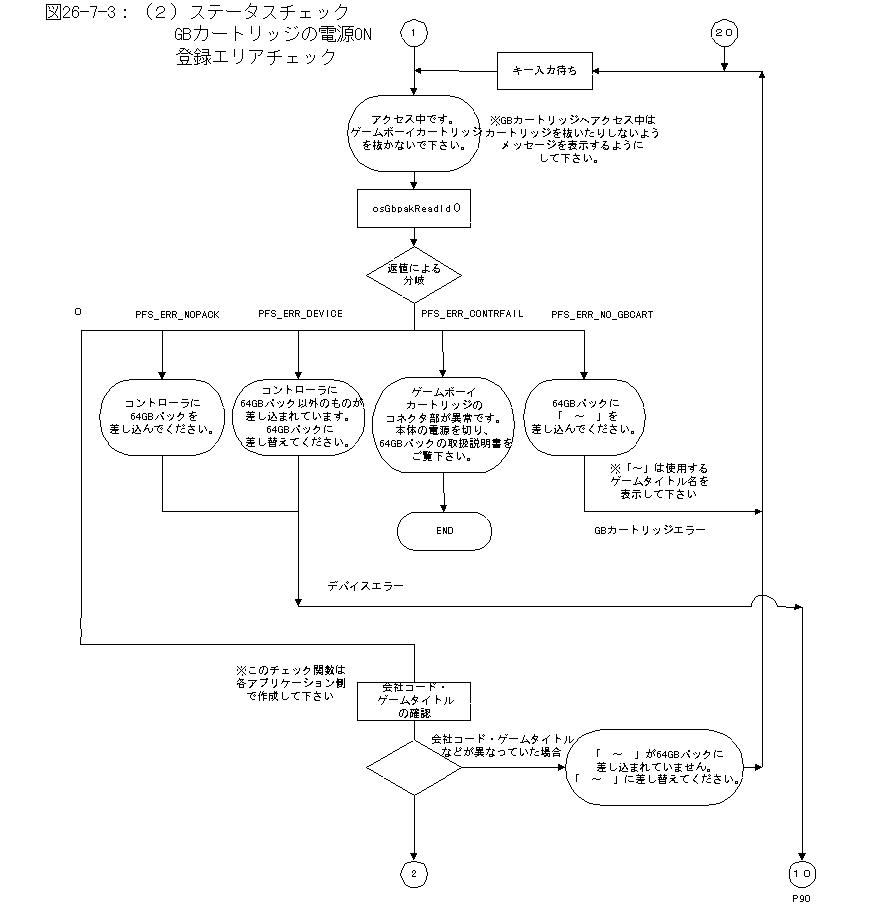 図26-7-3：（２）ステータスチェック
GBカートリッジの電源ON
登録エリアチェック
1
20
キー入力待ち
アクセス中です。
ゲームボーイカートリッジ
を抜かないで下さい。
※GBカートリッジへアクセス中は
カートリッジを抜いたりしないよう
メッセージを表示するように
して下さい。
osGbpakReadId()
返値による
分岐
0
PFS_ERR_NOPACK
PFS_ERR_DEVICE
PFS_ERR_CONTRFAIL
PFS_ERR_NO_GBCART
コントローラに
64GBパックを
差し込んでください。
コントローラに
64GBパック以外のものが
差し込まれています。
64GBパックに
差し替えてください。
ゲームボーイ
カートリッジの
コネクタ部が異常です。
本体の電源を切り、
64GBパックの取扱説明書を
ご覧下さい。
64GBパックに
「　～　」を
差し込んでください。
※「～」は使用する
ゲームタイトル名を
表示して下さい
END
GBカートリッジエラー
デバイスエラー
※このチェック関数は
各アプリケーション側
で作成して下さい
会社コード・
ゲームタイトル
の確認
会社コード・ゲームタイトル
などが異なっていた場合
「　～　」が64GBパックに
差し込まれていません。
「　～　」に差し替えてください。
2
10
P90